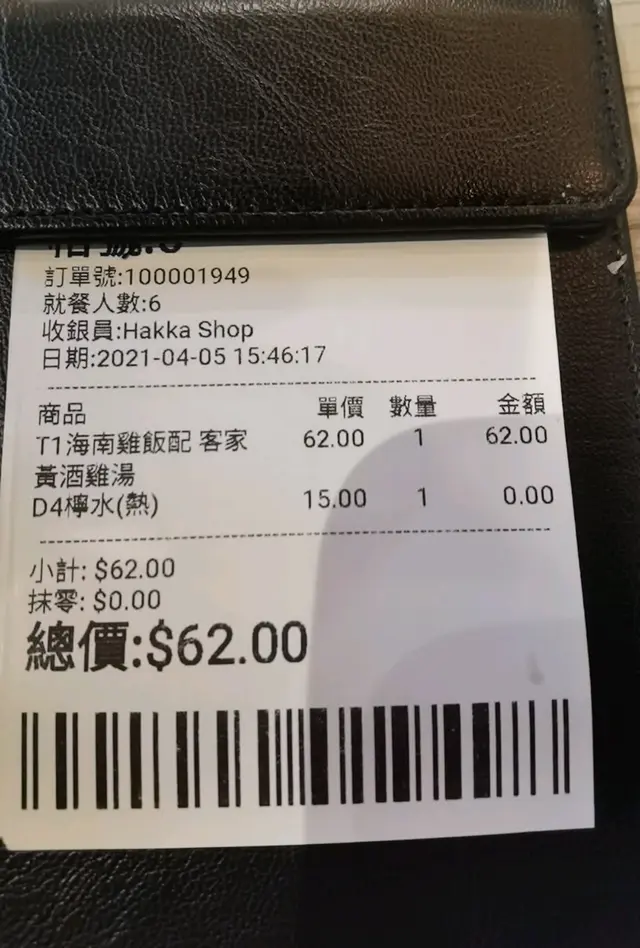 訂單號:100001949
就餐人數:6
收銀員:Hakka Shop
日期:2021-04-05 15:46:17
商品 單價 數量 金額
T1海南雞飯配 客家 62.00 1 62.00
黃酒雞湯
D4檸水(熱) 15.00 1 0.00
小計: $62.00
抹零: $0.00
總價:$62.00